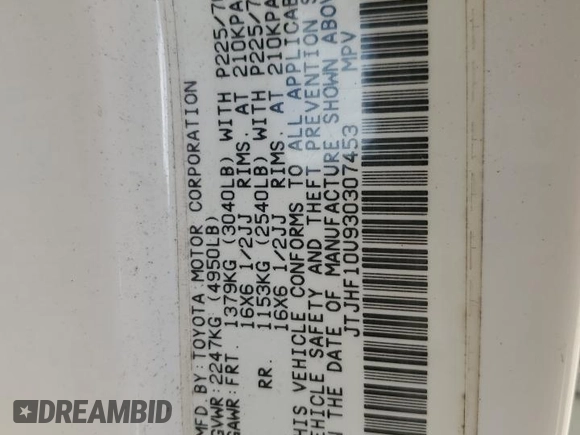 MFD BY:TOYOTA MOTOR CORPORATION
GVWR:2247KG (4950LB)
GAWR:FRT. 1379KG (3040LB) WITH P225/70
16X6 1/2JJ RIMS. AT 210KPA
RR. 1153KG (2540LB) WITH P225/7
16X6 1/2JJ RIMS. AT 210KPA
THIS VEHICLE CONFORMS TO ALL APPLICAB
VEHICLE SAFETY AND THEFT PREVENTION S
THE DATE OF MANUFACTURE SHOWN ABOV
JTJHF10U930307453 MPV
DREAMBID